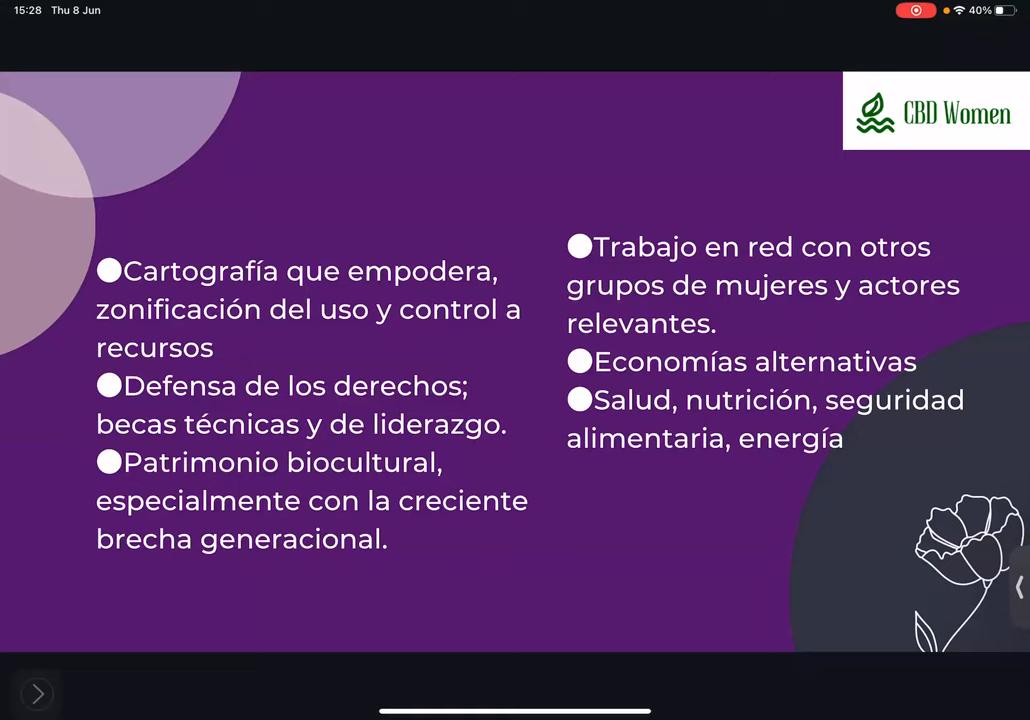 15:28 Thu 8 Jun
40%
CBD Women
●Cartografía que empodera,
zonificación del uso y control a
recursos
●Defensa de los derechos;
becas técnicas y de liderazgo.
●Patrimonio biocultural,
especialmente con la creciente
brecha generacional.
●Trabajo en red con otros
grupos de mujeres y actores
relevantes.
●Economías alternativas
●Salud, nutrición, seguridad
alimentaria, energía